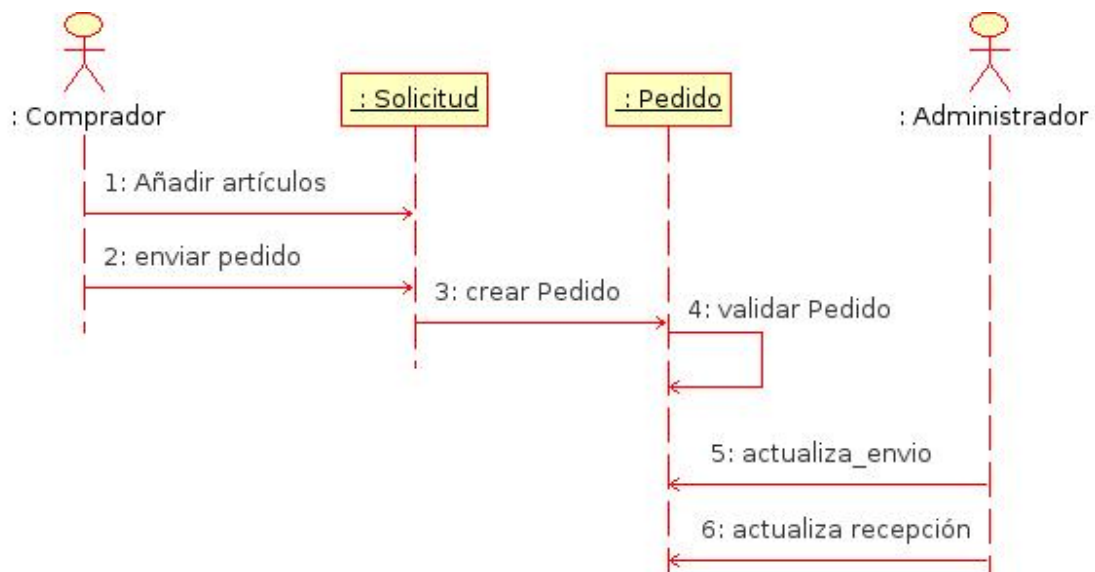 : Solicitud
: Pedido
: Comprador
: Administrador
1: Añadir artículos
2: enviar pedido
3: crear Pedido
4: validar Pedido
5: actualiza_envio
6: actualiza recepción